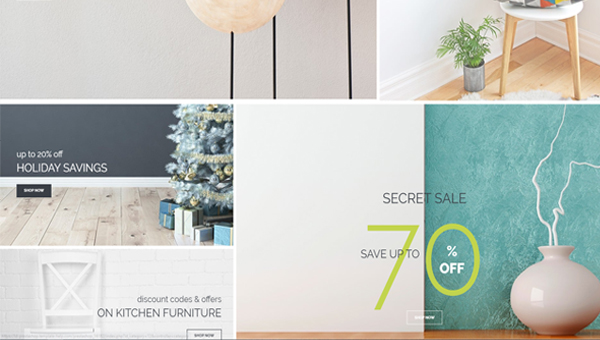 up to 20% off
HOLIDAY SAVINGS
SHOP NOW
discount codes & offers
ON KITCHEN FURNITURE
SHOP NOW
SECRET SALE
SAVE UP TO
70
%
OFF
SHOP NOW